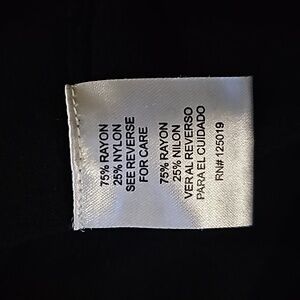 75% RAYON
25% NYLON
SEE REVERSE
FOR CARE
75% RAYON
25% NILON
VER AL REVERSO
PARA EL CUIDADO
RN# 125019